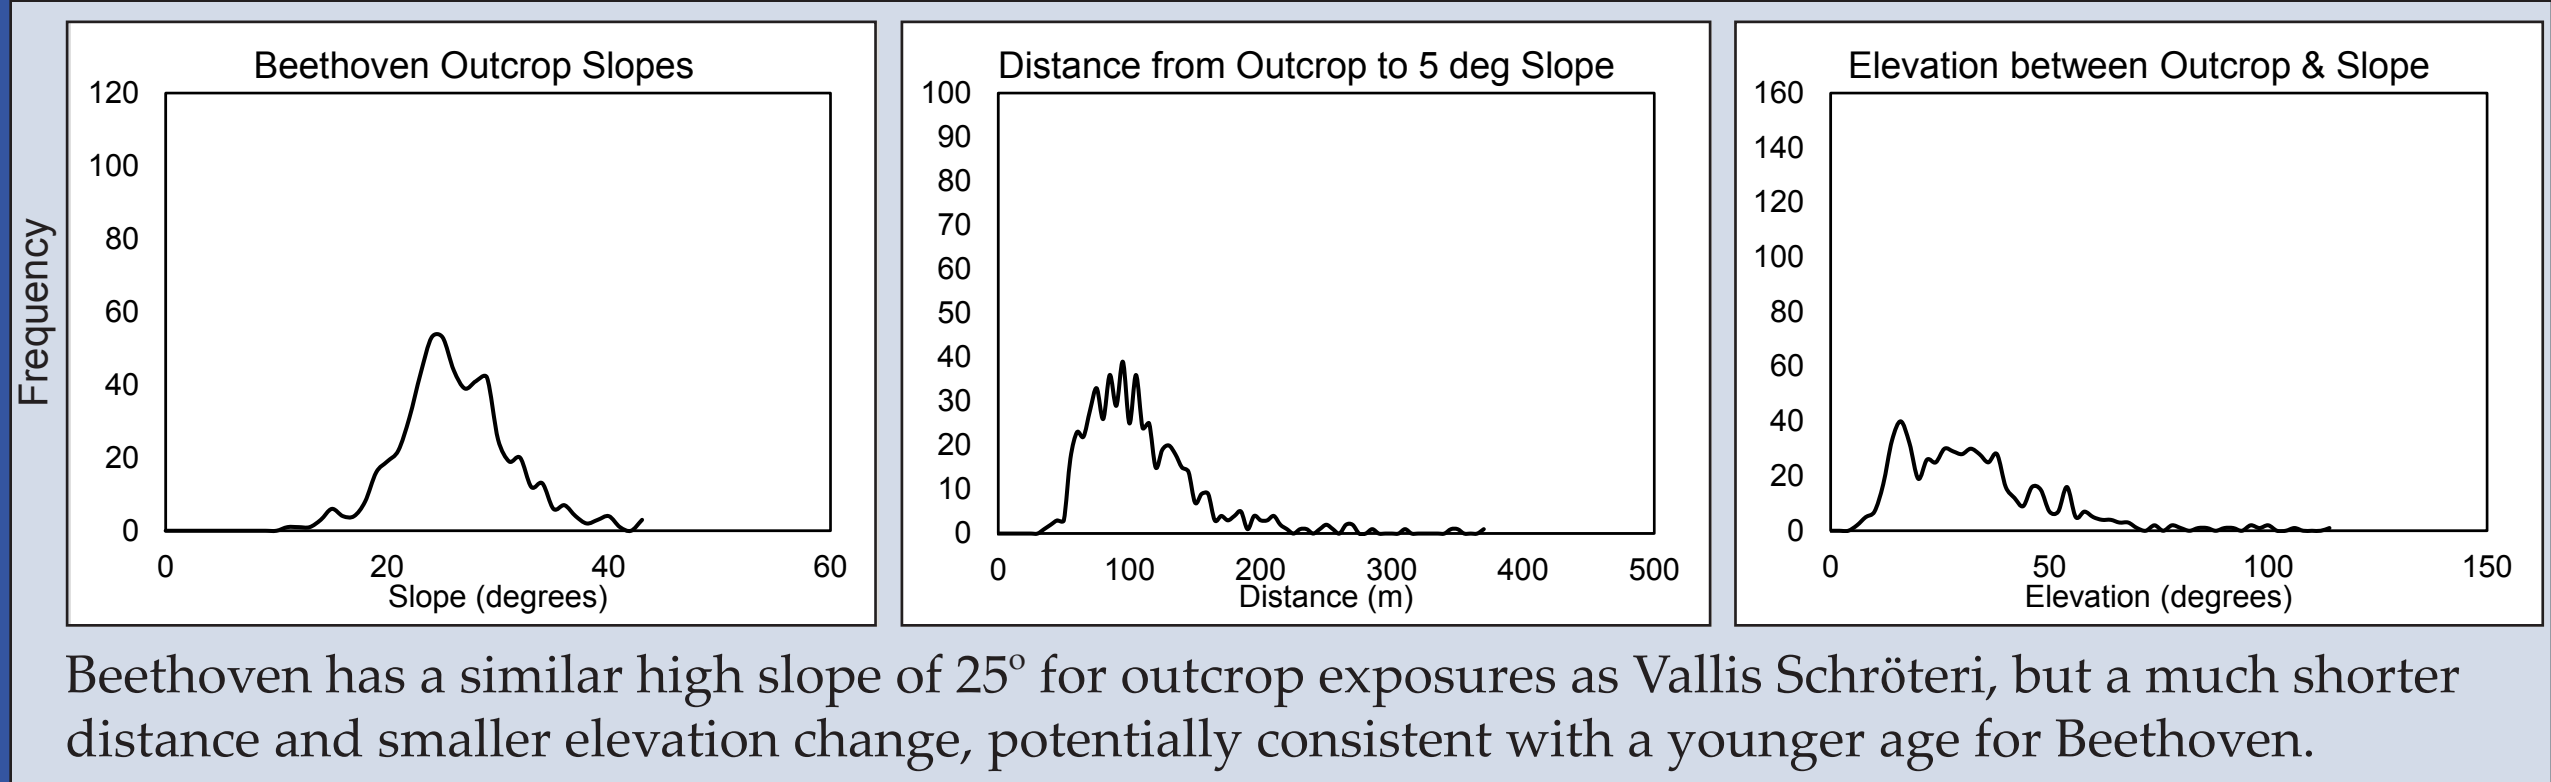 Frequency
Beethoven Outcrop Slopes
120
100
80
60
40
20
0
0 20 40 60
Slope (degrees)
Distance from Outcrop to 5 deg Slope
100
90
80
70
60
50
40
30
20
10
0
0 100 200 300 400 500
Distance (m)
Elevation between Outcrop & Slope
160
140
120
100
80
60
40
20
0
0 50 100 150
Elevation (degrees)
Beethoven has a similar high slope of 25º for outcrop exposures as Vallis Schröteri, but a much shorter
distance and smaller elevation change, potentially consistent with a younger age for Beethoven.